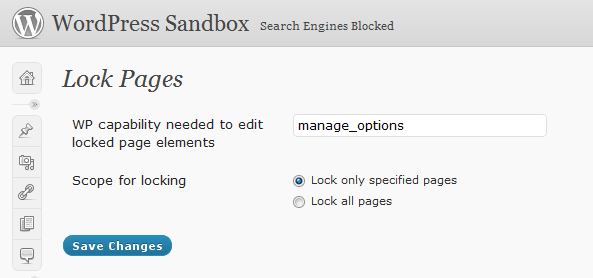 WordPress Sandbox Search Engines Blocked
Lock Pages
WP capability needed to edit
locked page elements
manage_options
Scope for locking
Lock only specified pages
Lock all pages
Save Changes